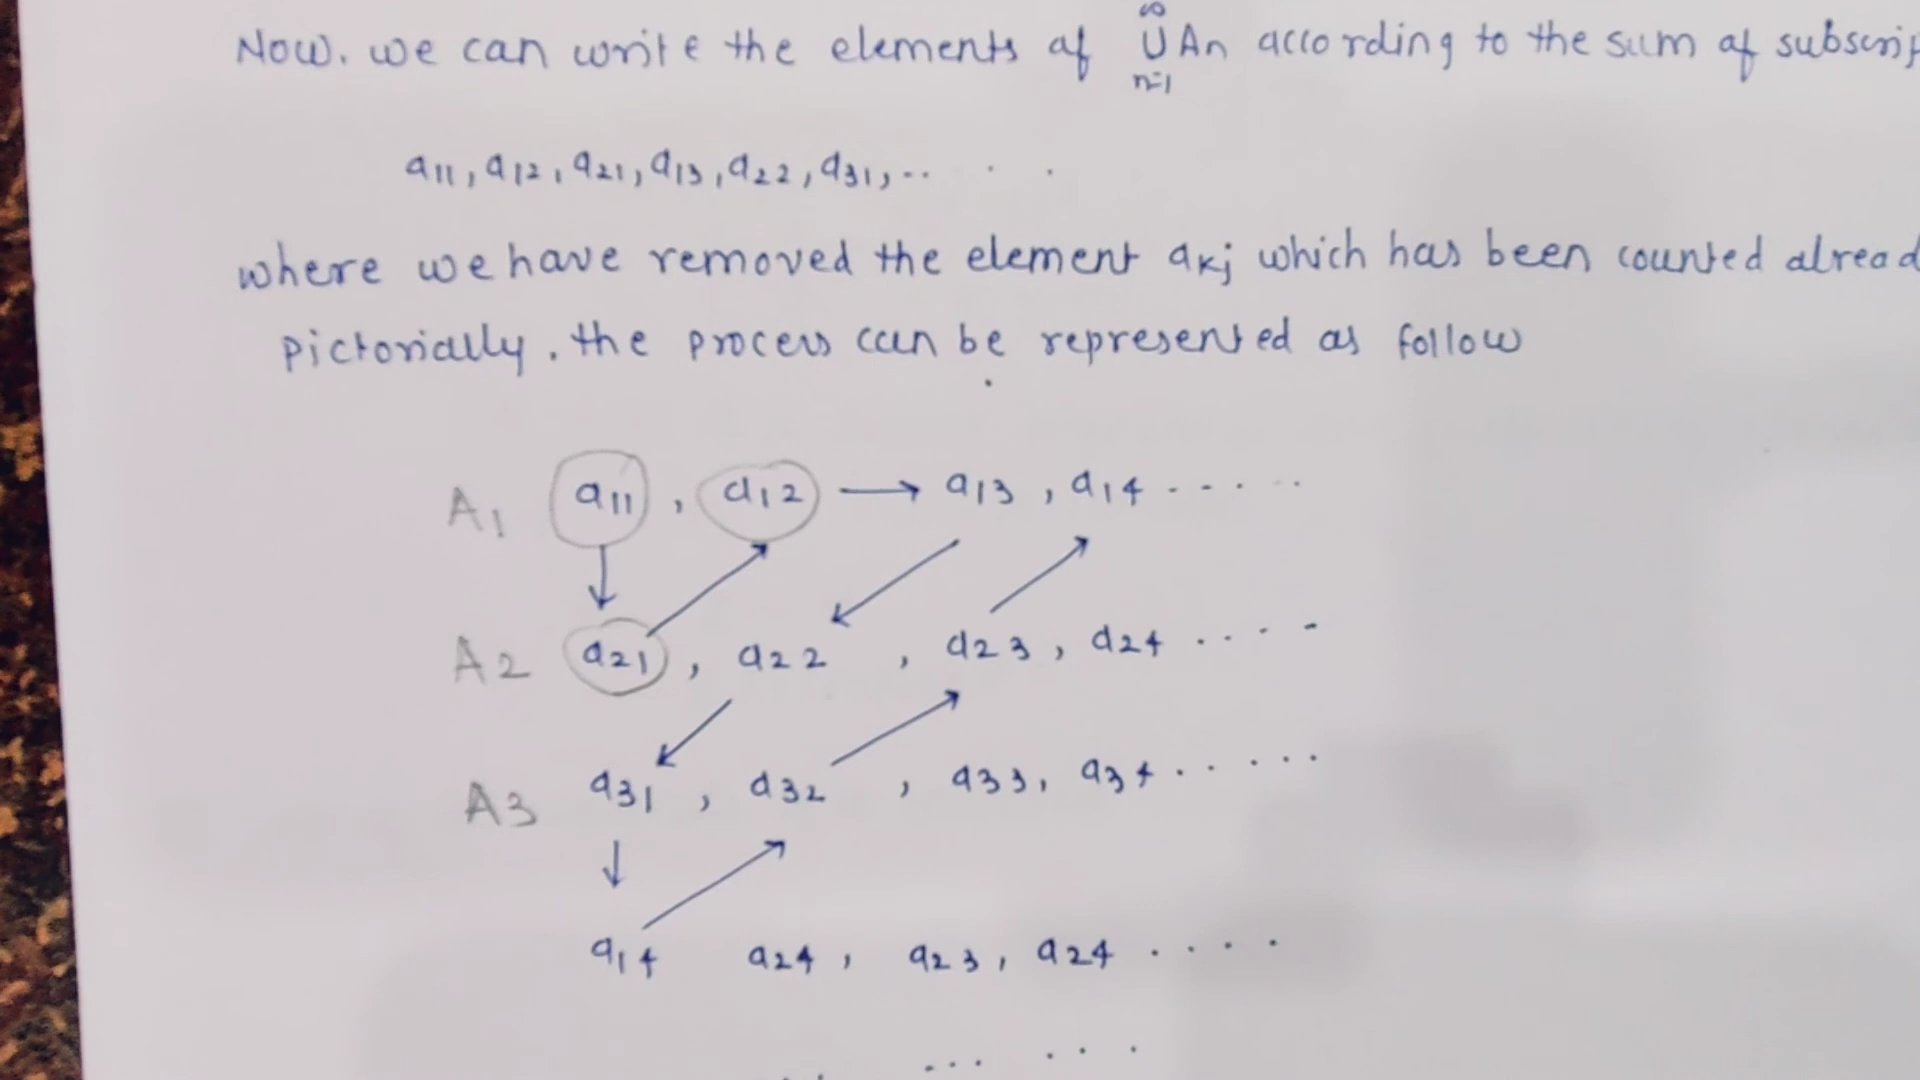 Now. we can write the elements of ∞ ∪ An n=1 according to the sum of
a11, a12, a21, a13, a22, a31, .. . .
where we have removed the element akj which has been counted
pictorially. the process can be represented as follow
A1 a11 , a12 → a13 , a14 . . . . .
A2 a21 , a22 , a23 , a24 . . . .
A3 a31 , a32 , a33 , a34 . . . . .
a14 a24 , a23 , a24 . . . .
... ...